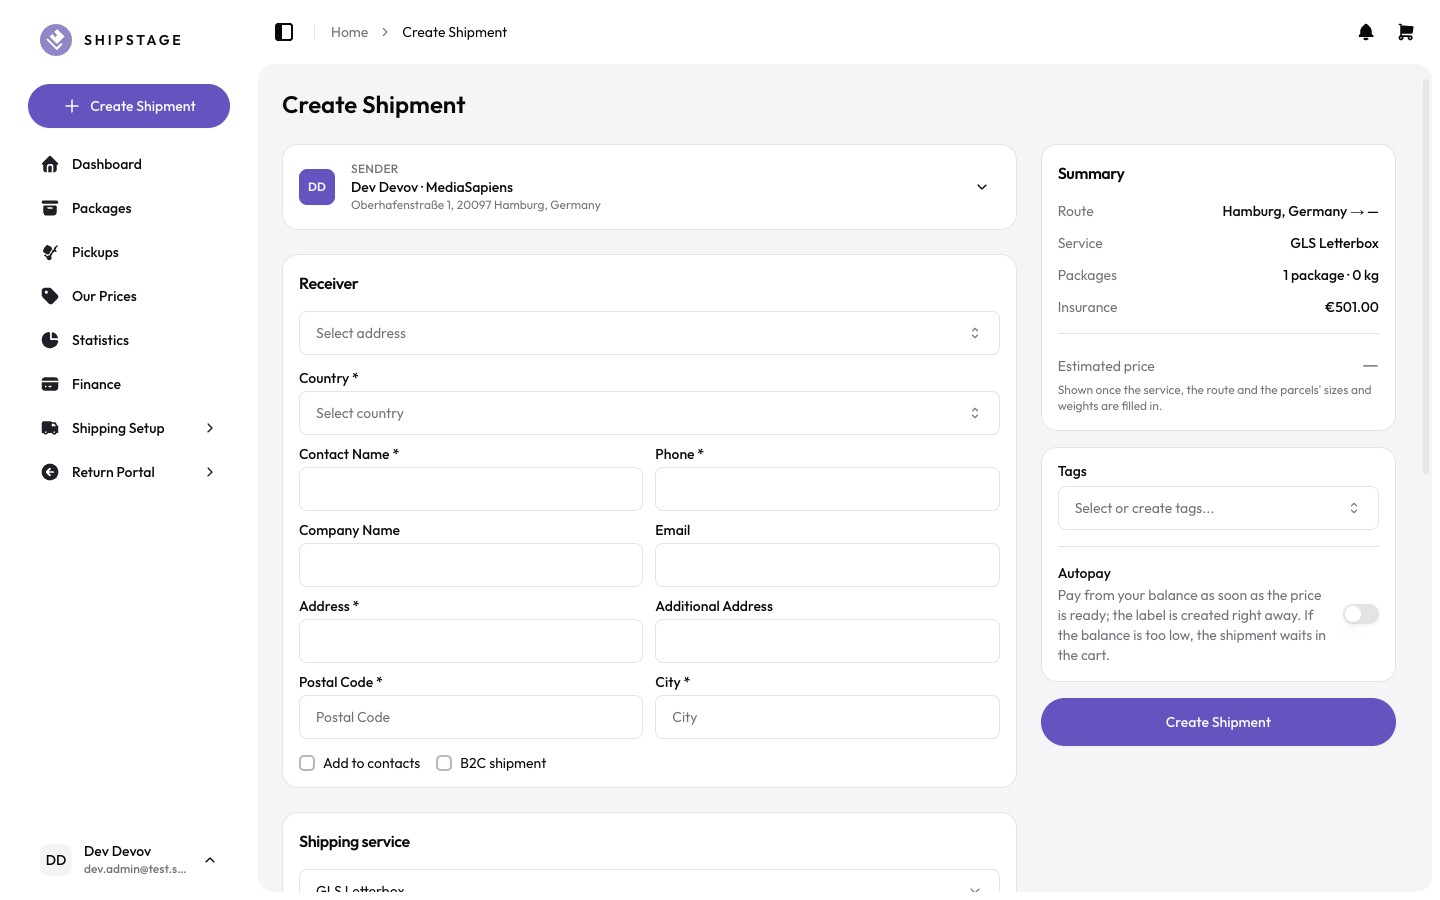 SHIPSTAGE
Home
Create Shipment
Create Shipment
Dashboard
Packages
Pickups
Our Prices
Statistics
Finance
Shipping Setup
Return Portal
DD
Dev Devov
dev.admin@test.s...
Create Shipment
DD
SENDER
Dev Devov · MediaSapiens
Oberhafenstraße 1, 20097 Hamburg, Germany
Receiver
Select address
Country *
Select country
Contact Name *
Phone *
Company Name
Email
Address *
Additional Address
Postal Code *
City *
Postal Code
City
Add to contacts
B2C shipment
Shipping service
GLS Letterbox
Summary
Route
Hamburg, Germany → —
Service
GLS Letterbox
Packages
1 package · 0 kg
Insurance
€501.00
Estimated price
—
Shown once the service, the route and the parcels' sizes and
weights are filled in.
Tags
Select or create tags...
Autopay
Pay from your balance as soon as the price
is ready; the label is created right away. If
the balance is too low, the shipment waits in
the cart.
Create Shipment